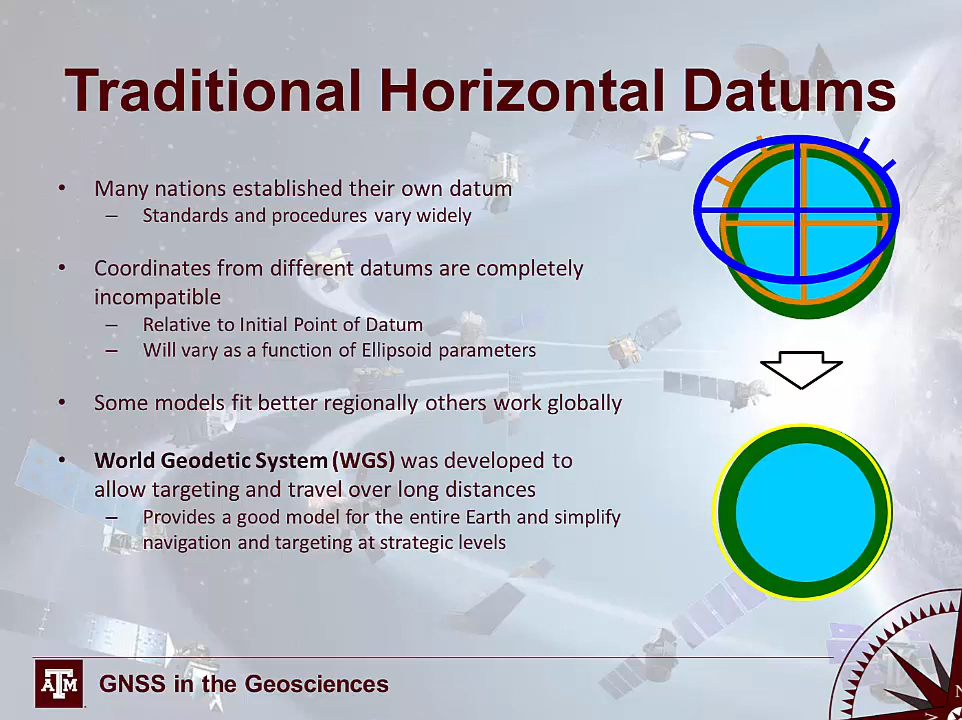 Traditional Horizontal Datums
• Many nations established their own datum
– Standards and procedures vary widely
• Coordinates from different datums are completely
incompatible
– Relative to Initial Point of Datum
– Will vary as a function of Ellipsoid parameters
• Some models fit better regionally others work globally
• World Geodetic System (WGS) was developed to
allow targeting and travel over long distances
– Provides a good model for the entire Earth and simplify
navigation and targeting at strategic levels
ATM GNSS in the Geosciences
N